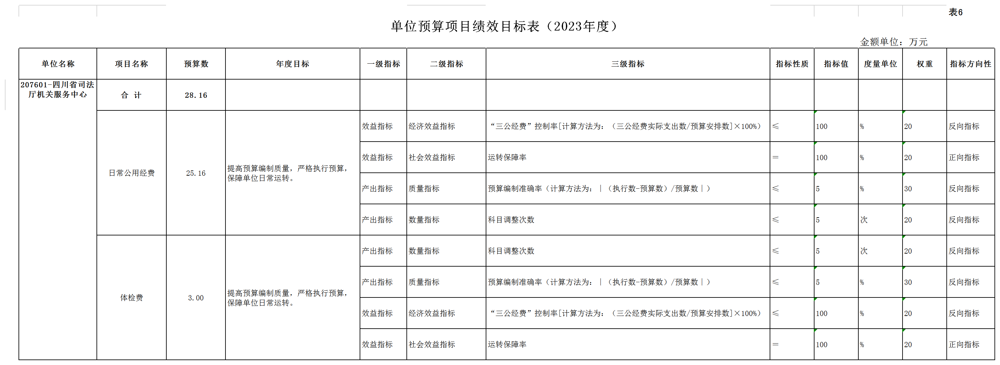 表6
单位预算项目绩效目标表（2023年度）
金额单位：万元
单位名称 项目名称 预算数 年度目标 一级指标 二级指标 三级指标 指标性质 指标值 度量单位 权重 指标方向性
207601-四川省司法
厅机关服务中心
合 计 28.16
日常公用经费 25.16
提高预算编制质量，严格执行预算，
保障单位日常运转。
效益指标 经济效益指标 “三公经费”控制率[计算方法为：（三公经费实际支出数/预算安排数]×100%） ≤ 100 % 20 反向指标
效益指标 社会效益指标 运转保障率 ＝ 100 % 20 正向指标
产出指标 质量指标 预算编制准确率（计算方法为：∣（执行数-预算数）/预算数∣） ≤ 5 % 30 反向指标
产出指标 数量指标 科目调整次数 ≤ 5 次 20 反向指标
体检费 3.00
提高预算编制质量，严格执行预算，
保障单位日常运转。
产出指标 数量指标 科目调整次数 ≤ 5 次 20 反向指标
产出指标 质量指标 预算编制准确率（计算方法为：∣（执行数-预算数）/预算数∣） ≤ 5 % 30 反向指标
效益指标 经济效益指标 “三公经费”控制率[计算方法为：（三公经费实际支出数/预算安排数]×100%） ≤ 100 % 20 反向指标
效益指标 社会效益指标 运转保障率 ＝ 100 % 20 正向指标